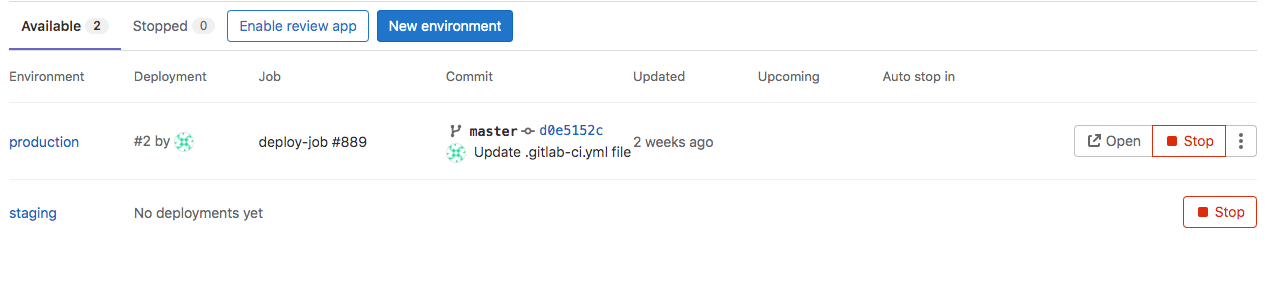 Available 2 Stopped 0 Enable review app New environment
Environment Deployment Job Commit Updated Upcoming Auto stop in
production #2 by deploy-job #889 master d0e5152c 2 weeks ago Open Stop
Update .gitlab-ci.yml file
staging No deployments yet Stop